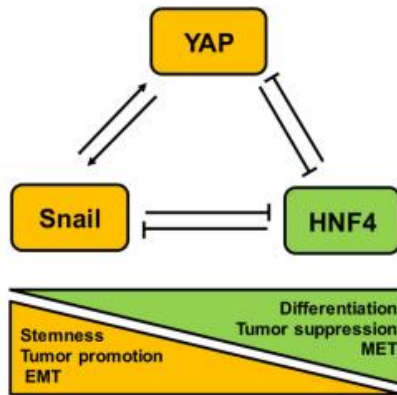 YAP
Snail
HNF4
Differentiation
Tumor suppression
MET
Stemness
Tumor promotion
EMT